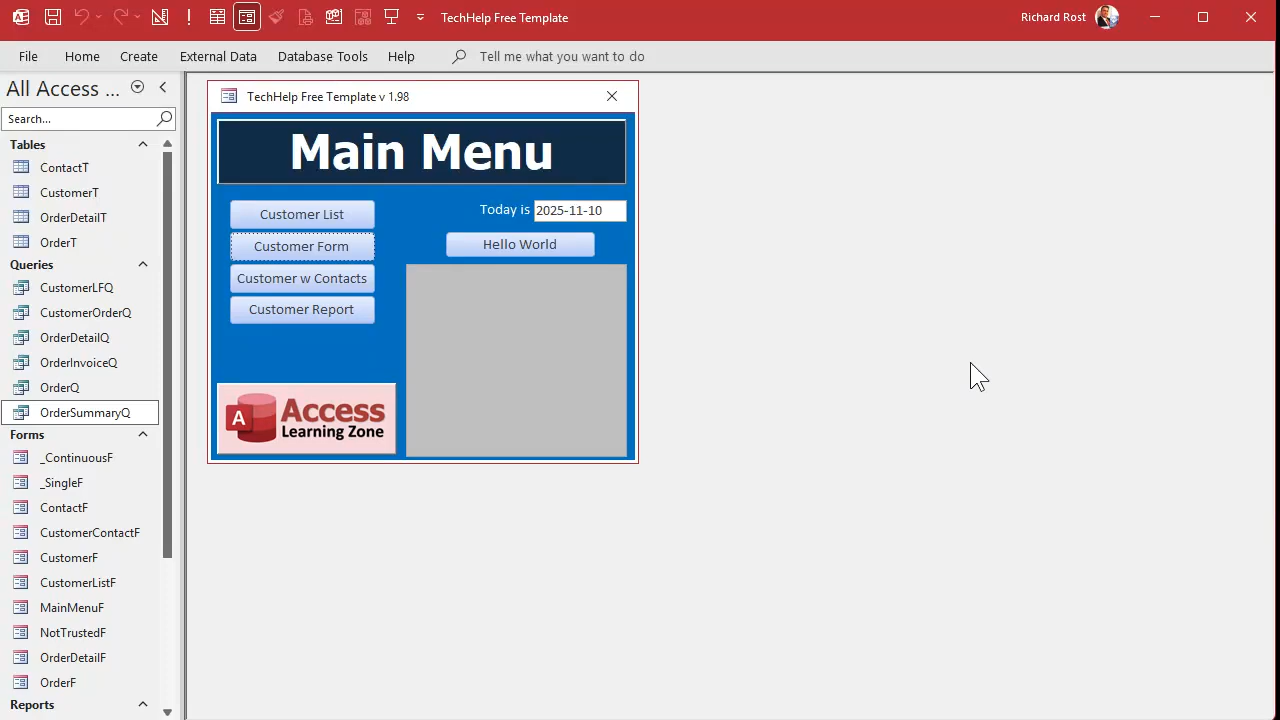 TechHelp Free Template
Richard Rost
File Home Create External Data Database Tools Help Tell me what you want to do
All Access ...
Search...
Tables
ContactT
CustomerT
OrderDetailT
OrderT
Queries
CustomerLFQ
CustomerOrderQ
OrderDetailQ
OrderInvoiceQ
OrderQ
OrderSummaryQ
Forms
_ContinuousF
_SingleF
ContactF
CustomerContactF
CustomerF
CustomerListF
MainMenuF
NotTrustedF
OrderDetailF
OrderF
Reports
TechHelp Free Template v 1.98
Main Menu
Customer List
Customer Form
Customer w Contacts
Customer Report
Today is 2025-11-10
Hello World
A
Access
Learning Zone